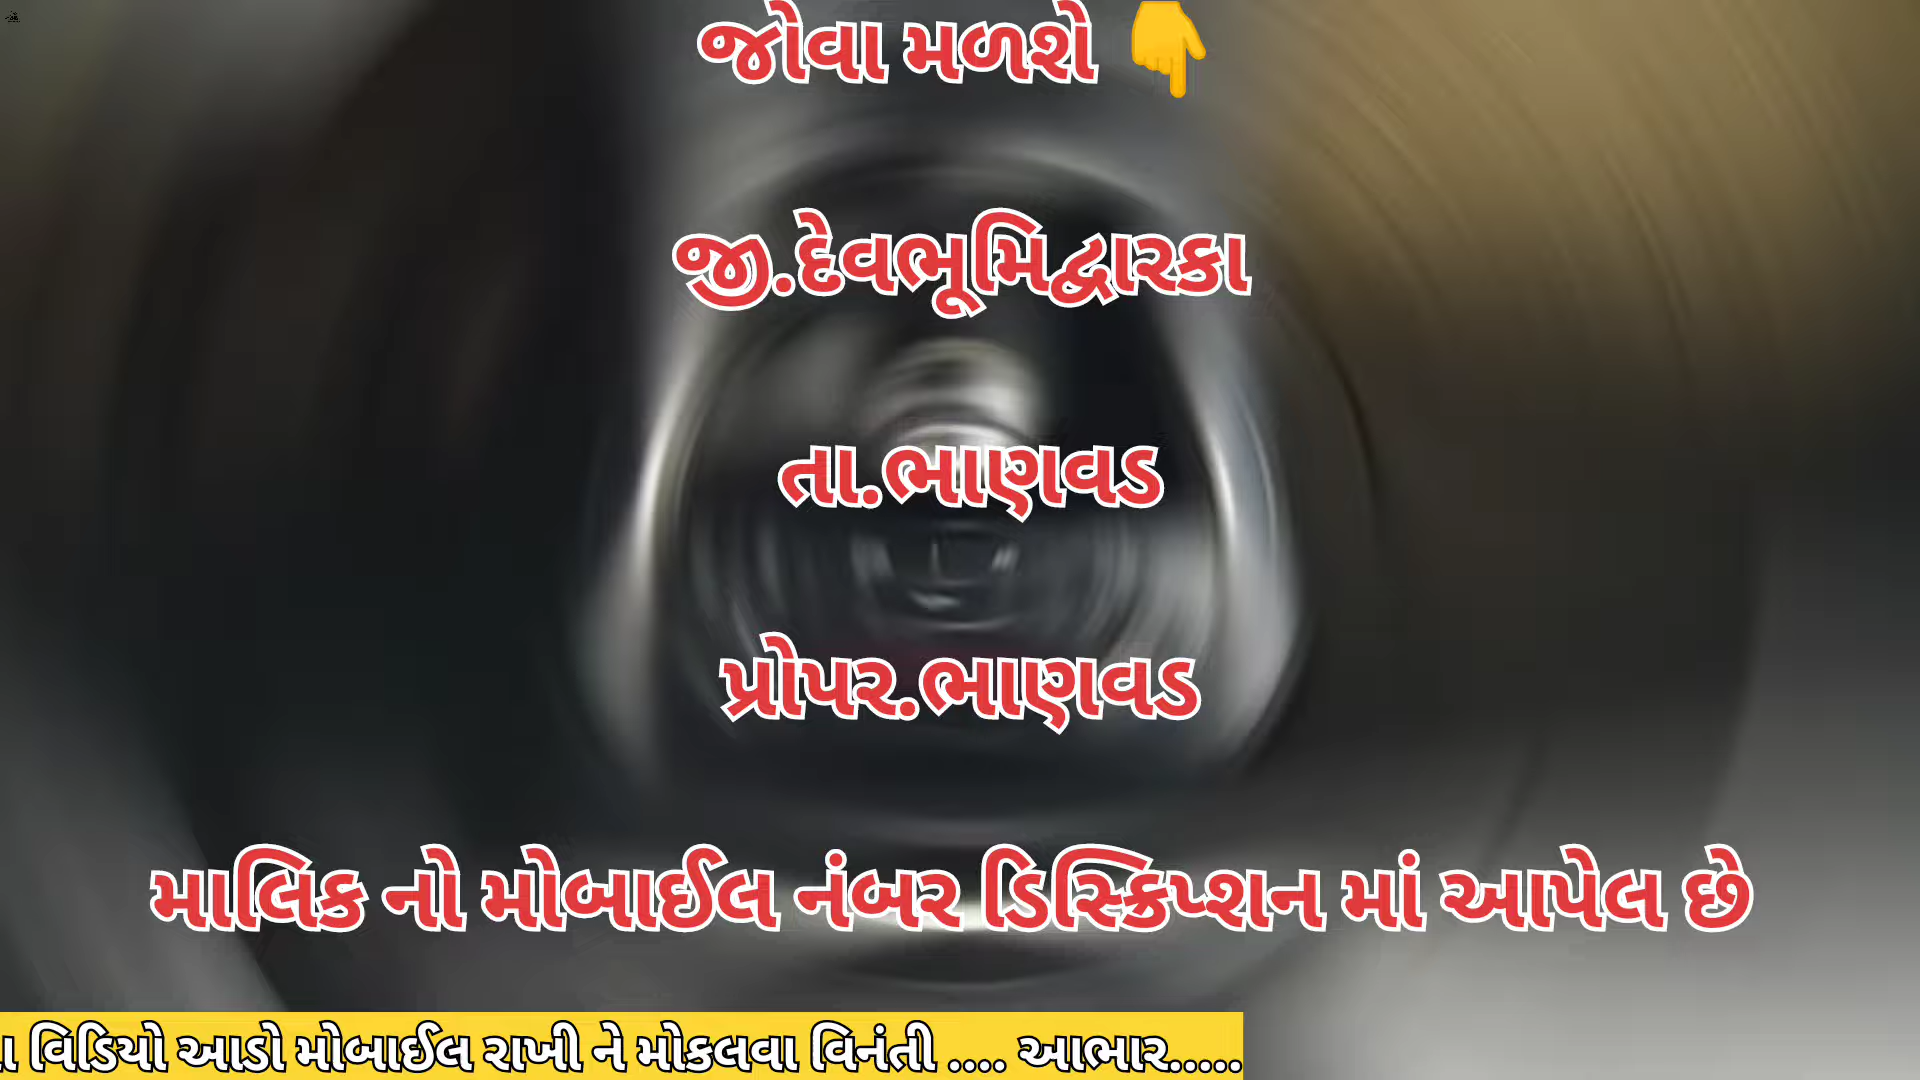 જોવા મળશે 👇
જી.દેવભૂમિદ્વારકા
તા.ભાણવડ
પ્રોપર.ભાણવડ
માલિક નો મોબાઈલ નંબર ડિસ્ક્રિપ્શન માં આપેલ છે
વિડિયો આડો મોબાઈલ રાખી ને મોકલવા વિનંતી .... આભાર.....